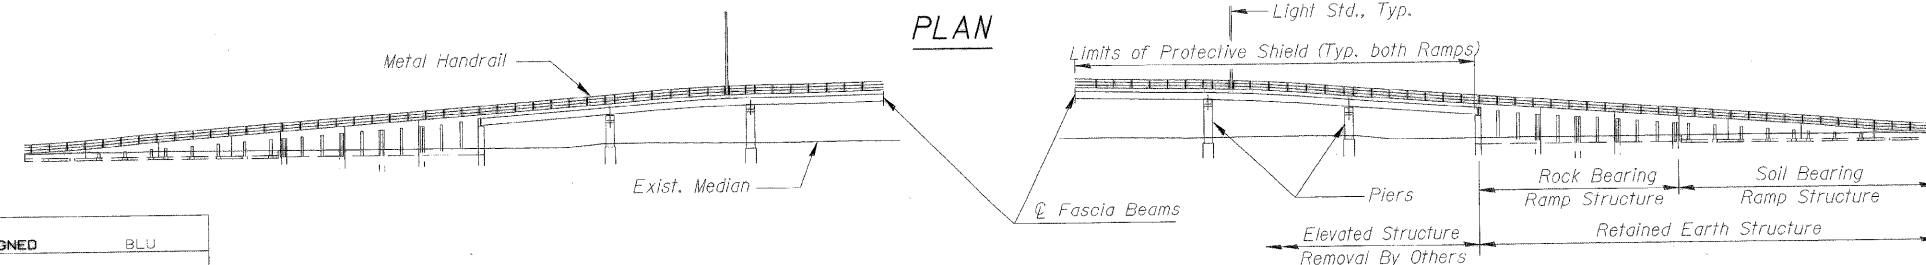 PLAN
Light Std., Typ.
Metal Handrail
Limits of Protective Shield (Typ. both Ramps)
Exist. Median
℄ Fascia Beams
Piers
Rock Bearing
Ramp Structure
Soil Bearing
Ramp Structure
Elevated Structure
Removal By Others
Retained Earth Structure
GNED BLU